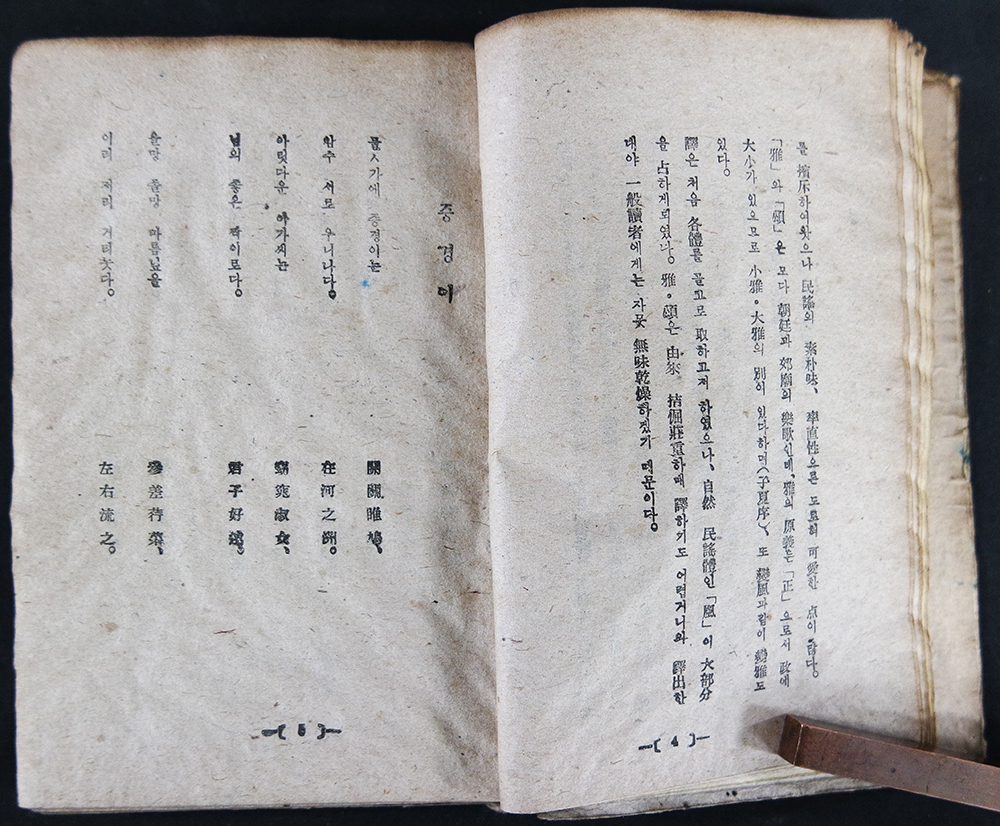 를 擯斥하여왓으나 民謠의 素朴味、率直性으론 도로혀 可愛한 点이 많다。
「雅」와「頌」은 모다 朝廷과 郊廟의 樂歌인데、雅의 原義는「正」으로서 政에
大小가 있으므로 小雅・大雅의 別이 있다하며(子夏序)、또 變風과같이 變雅도
있다。
譯은 처음 各體를 골고로 取하고저 하였으나、自然 民謠體인「風」이 大部分
을 占하게되였다。雅・頌은 由來 拮倔莊重하매 譯하기도 어렵거니와 譯出한
대야 一般讀者에게는 자못 無味乾燥하겠기 때문이다。
—( 4 )—
증경이
물ㅅ가에 증경이는
암수 서로 우니나다。
아릿다운 아가씨는
님의 좋은 짝이로다。
올망 졸망 마름닢을
이리 저리 거려놋다。
關關雎鳩、
在河之洲。
窈窕淑女、
君子好逑。
參差荇菜、
左右流之。
—( 5 )—